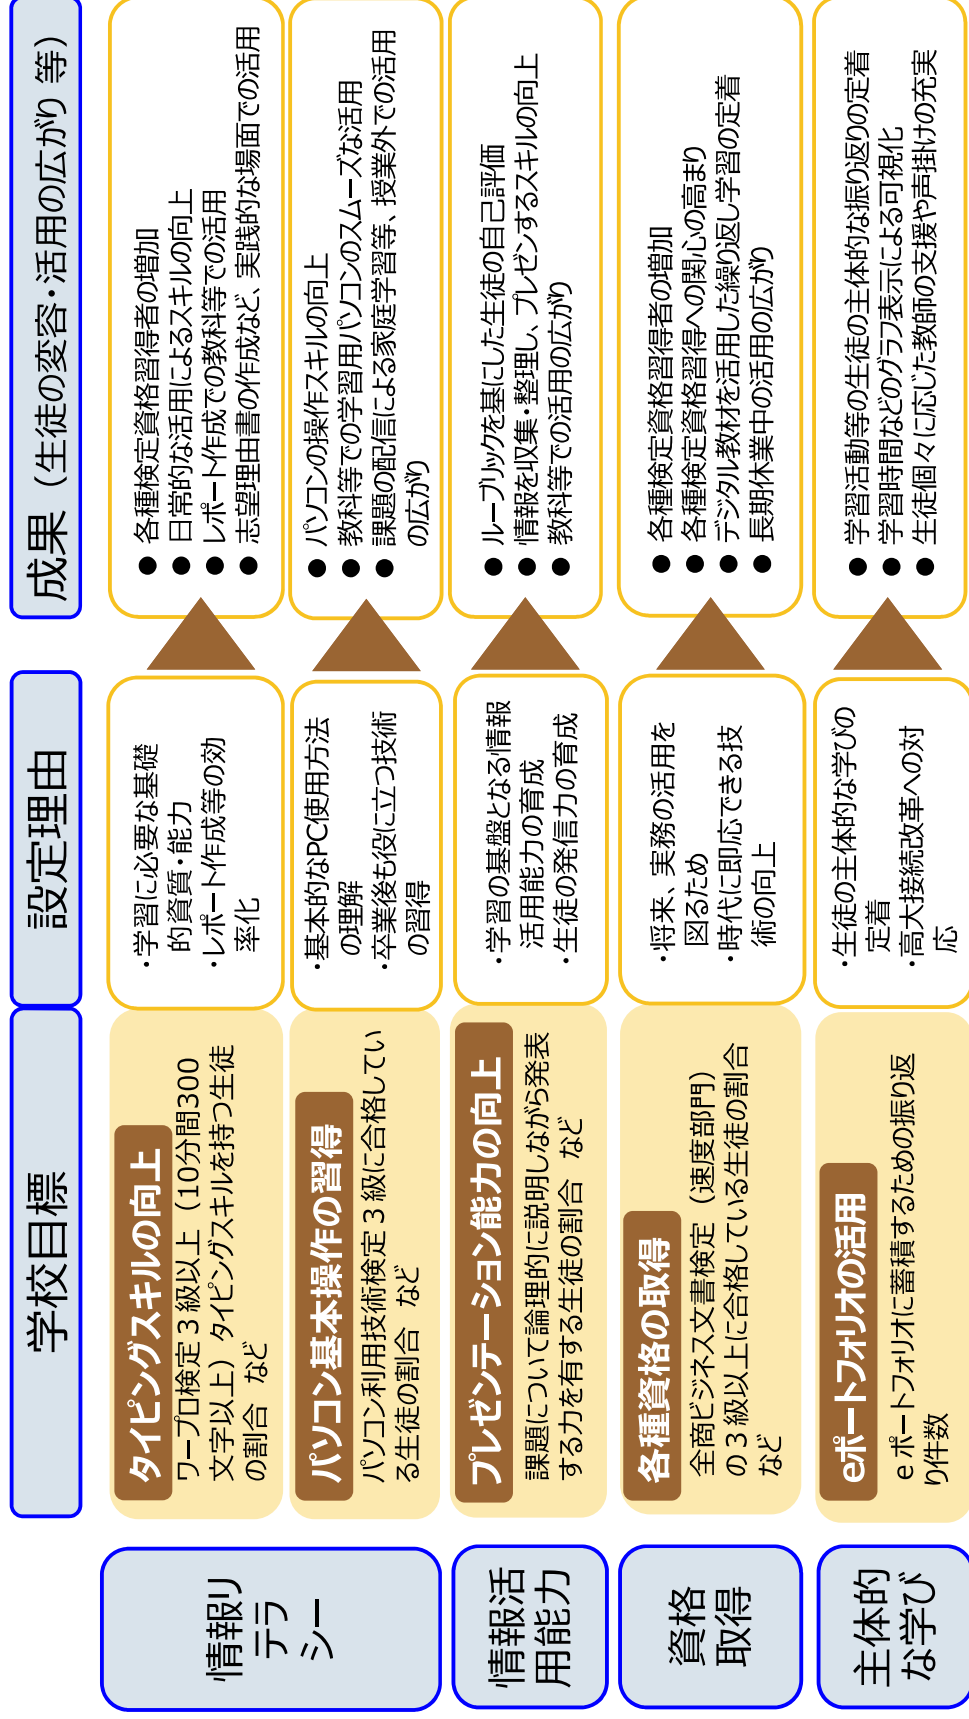 学校目標
設定理由
成果（生徒の変容・活用の広がり 等）
情報リ
テラ
シー
タイピングスキルの向上
ワープロ検定３級以上（10分間300
文字以上）タイピングスキルを持つ生徒
の割合　など
・学習に必要な基礎
的資質・能力
・レポート作成等の効
率化
● 各種検定資格習得者の増加
● 日常的な活用によるスキルの向上
● レポート作成での教科等での活用
● 志望理由書の作成など、実践的な場面での活用
パソコン基本操作の習得
パソコン利用技術検定３級に合格してい
る生徒の割合　など
・基本的なPC使用方法
の理解
・卒業後も役に立つ技術
の習得
● パソコンの操作スキルの向上
● 教科等での学習用パソコンのスムーズな活用
● 課題の配信による家庭学習等、授業外での活用
の広がり
情報活
用能力
プレゼンテーション能力の向上
課題について論理的に説明しながら発表
する力を有する生徒の割合　など
・学習の基盤となる情報
活用能力の育成
・生徒の発信力の育成
● ルーブリックを基にした生徒の自己評価
● 情報を収集・整理し、プレゼンするスキルの向上
● 教科等での活用の広がり
資格
取得
各種資格の取得
全商ビジネス文書検定（速度部門）
の３級以上に合格している生徒の割合
など
・将来、実務の活用を
図るため
・時代に即応できる技
術の向上
● 各種検定資格習得者の増加
● 各種検定資格習得への関心の高まり
● デジタル教材を活用した繰り返し学習の定着
● 長期休業中の活用の広がり
主体的
な学び
eポートフォリオの活用
ｅポートフォリオに蓄積するための振り返
り件数
・生徒の主体的な学びの
定着
・高大接続改革への対
応
● 学習活動等の生徒の主体的な振り返りの定着
● 学習時間などのグラフ表示による可視化
● 生徒個々に応じた教師の支援や声掛けの充実